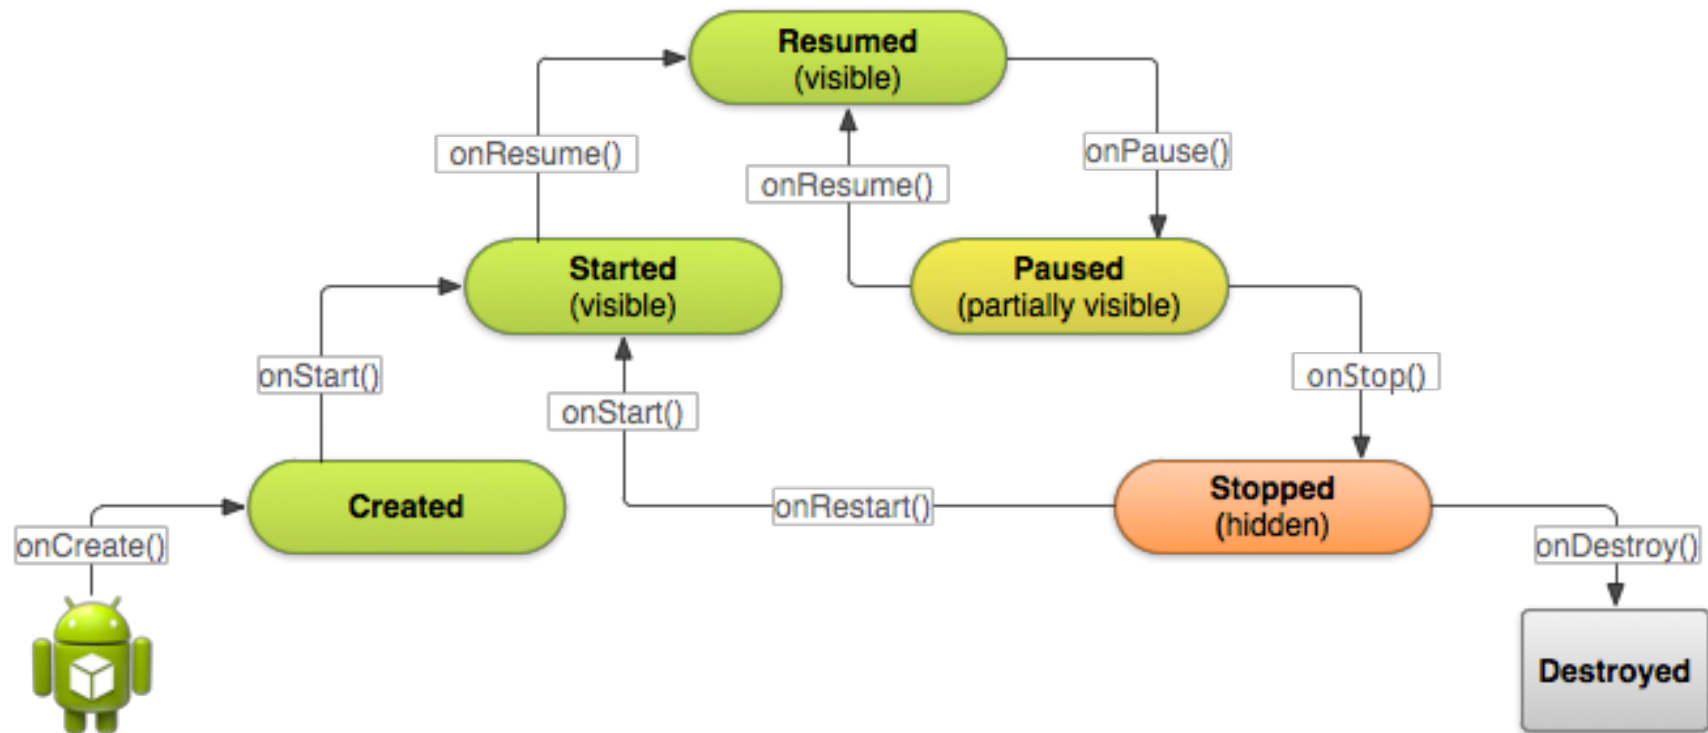 Resumed
(visible)
onResume()
onPause()
onResume()
Started
(visible)
Paused
(partially visible)
onStart()
onStop()
onStart()
Created
onRestart()
Stopped
(hidden)
onCreate()
onDestroy()
Destroyed